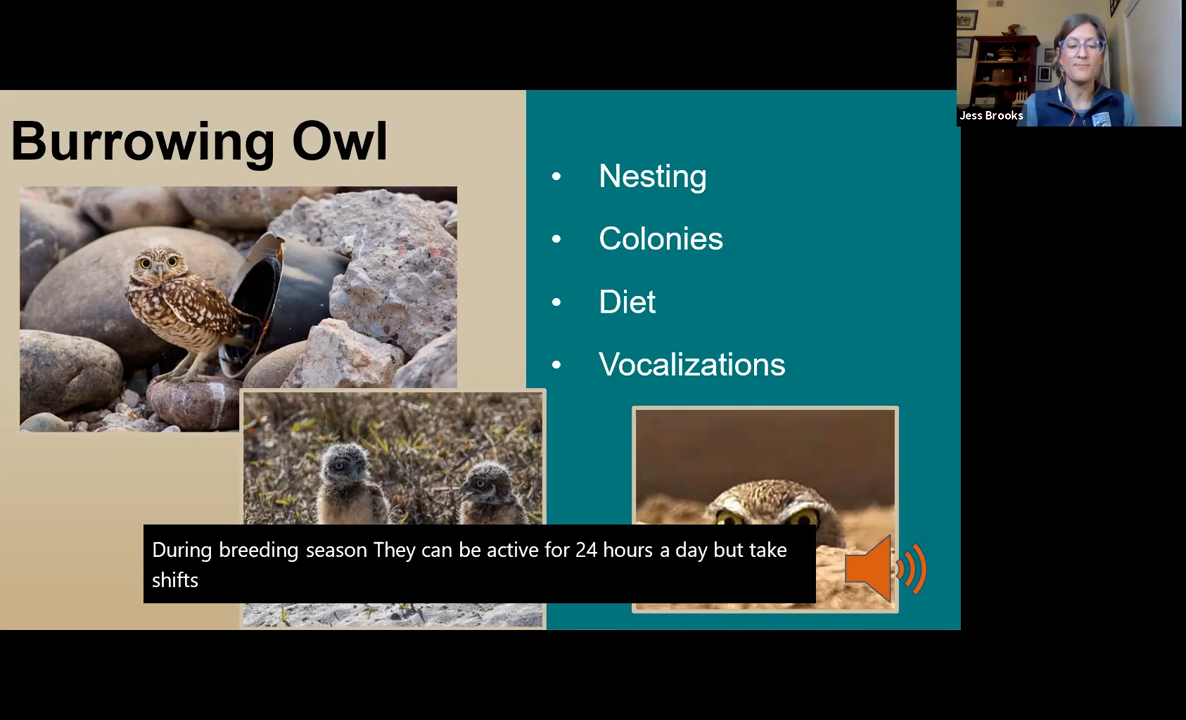 Jess Brooks
Burrowing Owl
• Nesting
• Colonies
• Diet
• Vocalizations
During breeding season They can be active for 24 hours a day but take
shifts